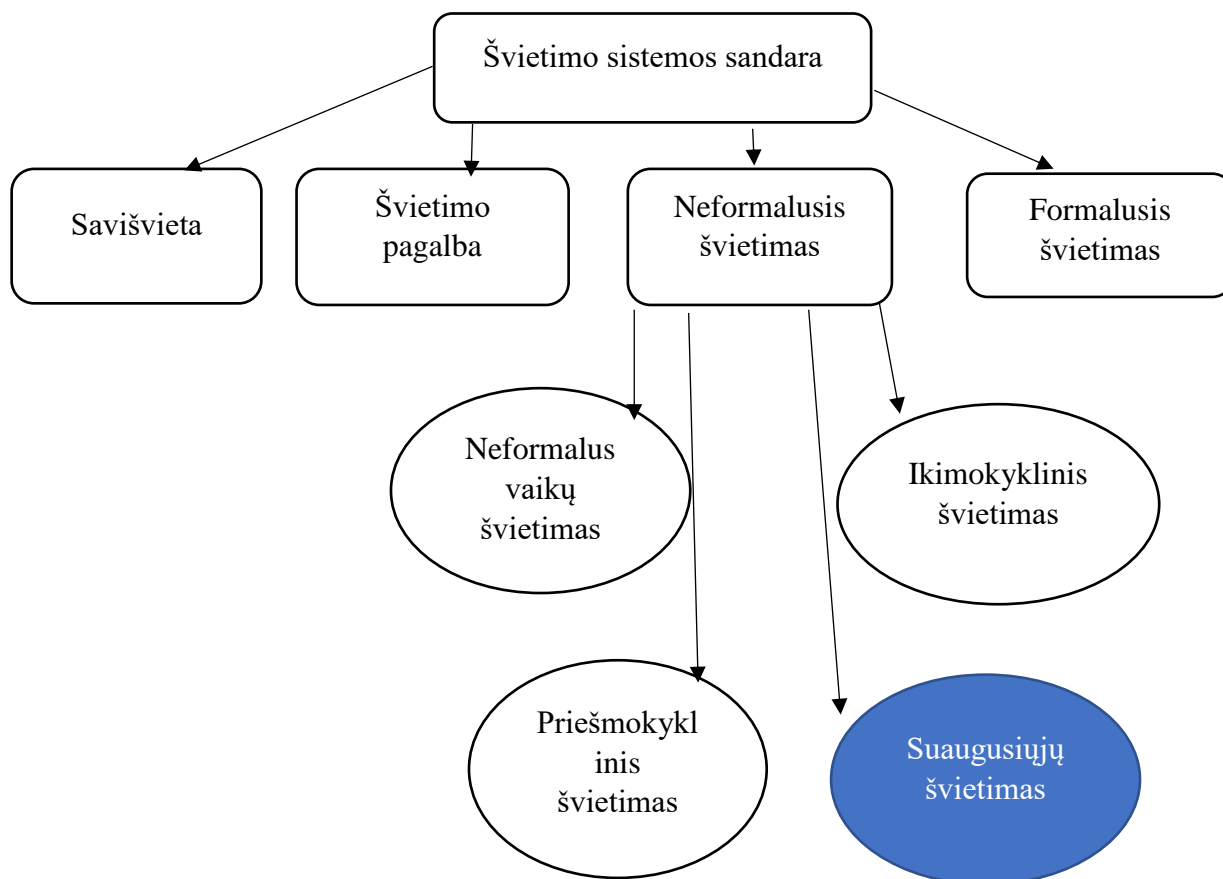 Švietimo sistemos sandara
Savišvieta
Švietimo
pagalba
Neformalusis
švietimas
Formalusis
švietimas
Neformalus
vaikų
švietimas
Ikimokyklinis
švietimas
Priešmokykl
inis
švietimas
Suaugusiųjų
švietimas